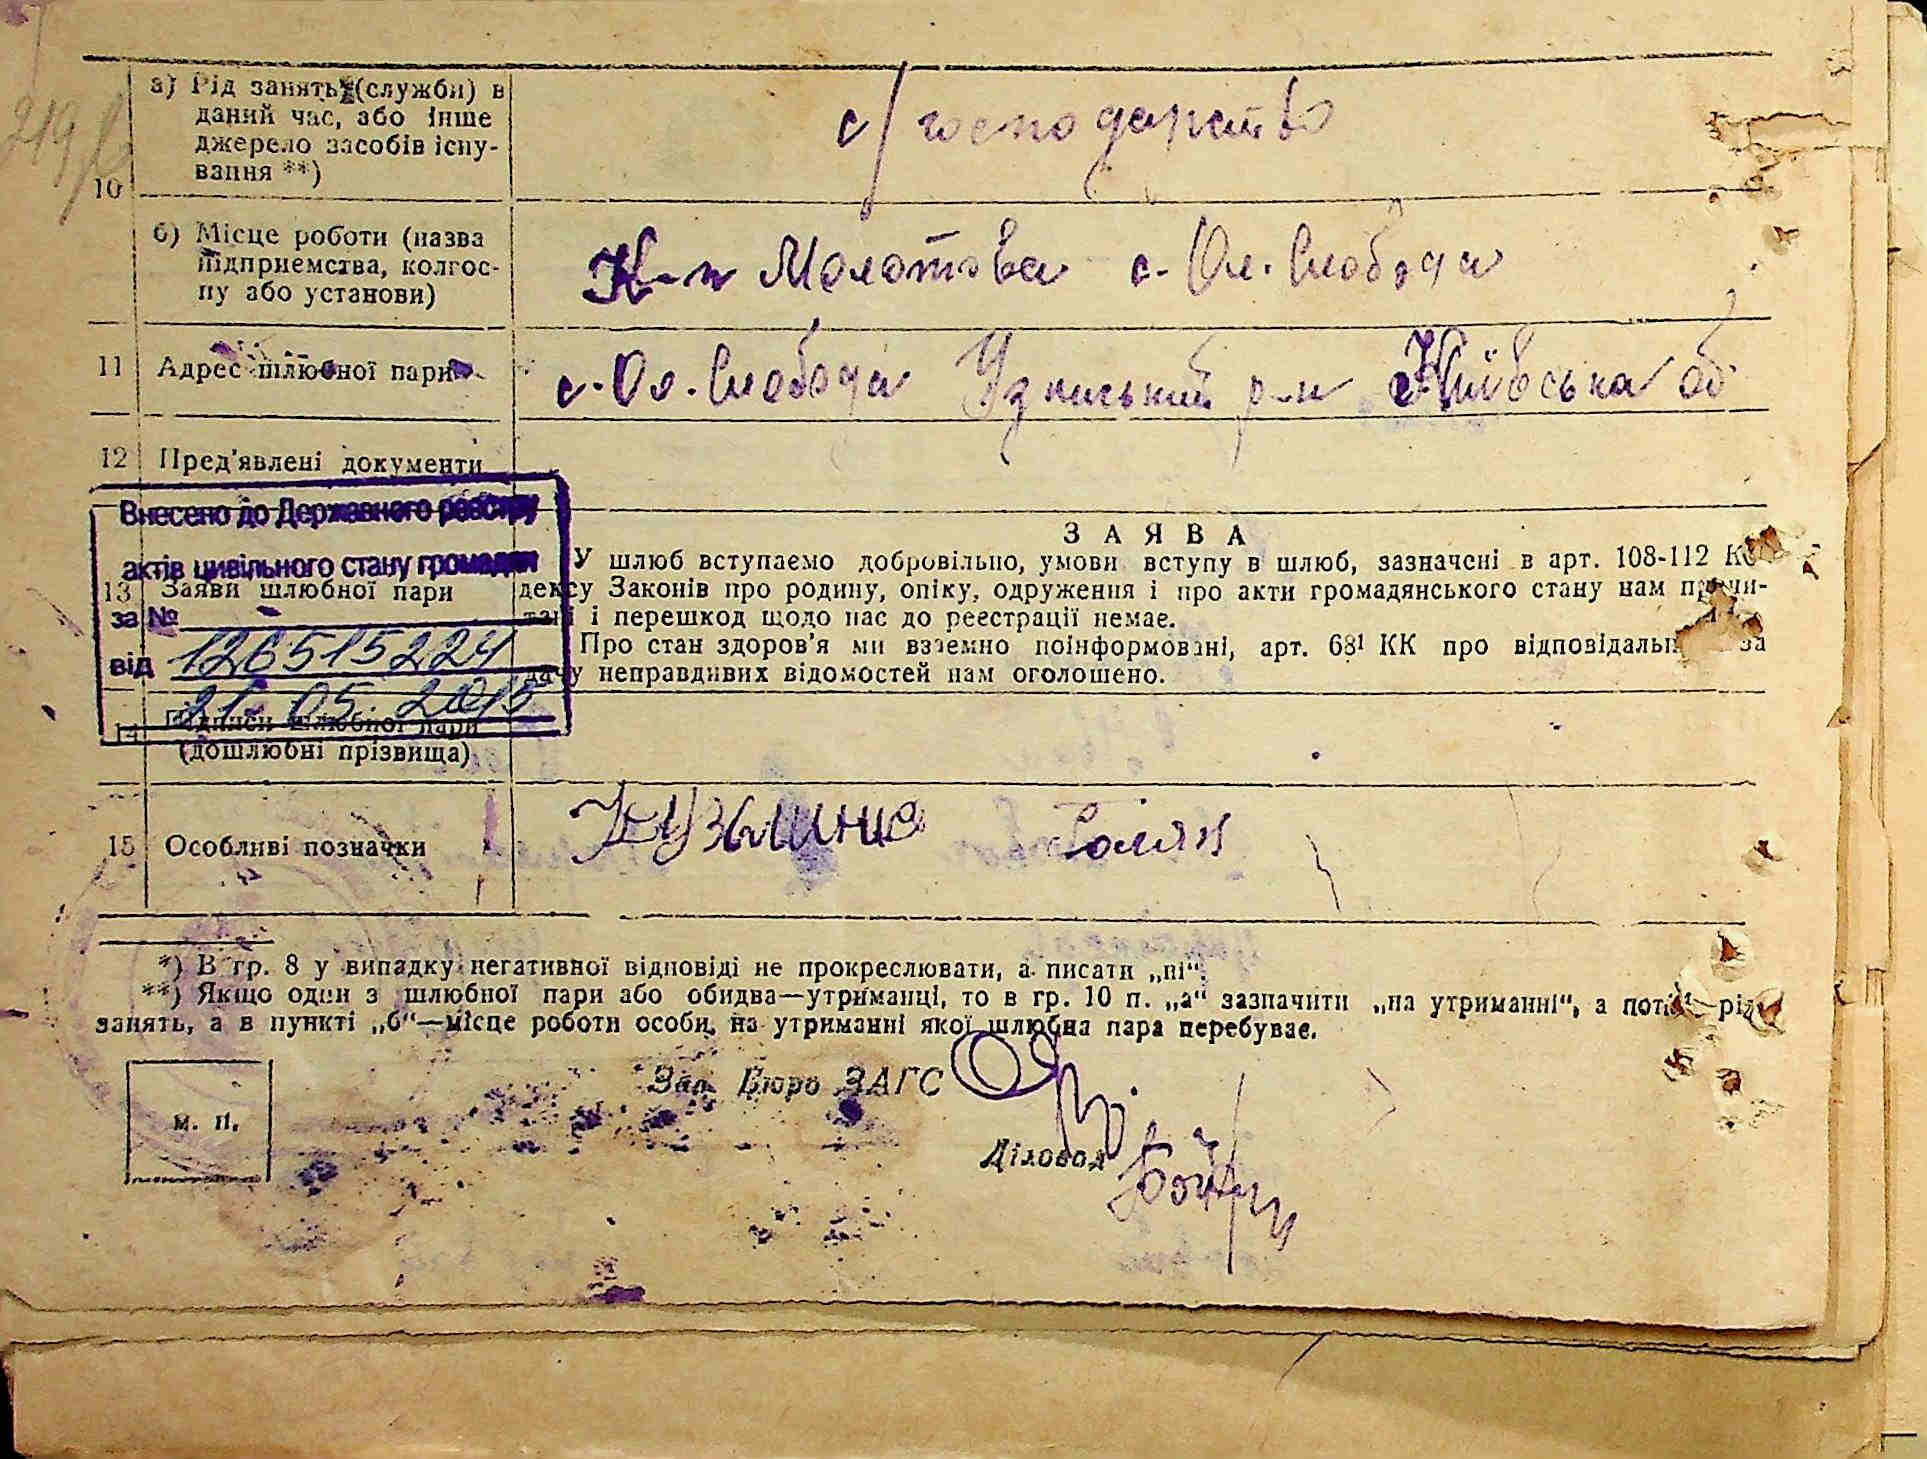 а) Рід занять (служби) в
даний час, або інше
джерело засобів існу-
вання **)
10
с/господарство
б) Місце роботи (назва
підприємства, колгос-
пу або установи)
К-п Молотова с. Ол. Слобода
11 Адрес шлюбної пари
с. Ол. Слобода Узинський р-н Київська об
12 Пред'явлені документи
Внесено до Державного реєстру
актів цивільного стану громадян
за №
126515224
від
21 05. 2015
13 Заяви шлюбної пари
ЗАЯВА
У шлюб вступаємо добровільно, умови вступу в шлюб, зазначені в арт. 108-112 Ко
дексу Законів про родину, опіку, одруження і про акти громадянського стану нам прочи-
тані і перешкод щодо нас до реєстрації немає.
Про стан здоров'я ми взаємно поінформовані, арт. 68¹ КК про відповідальн за
дачу неправдивих відомостей нам оголошено.
14 Підписи шлюбної пари
(дошлюбні прізвища)
15 Особливі позначки
*) В гр. 8 у випадку негативної відповіді не прокреслювати, а писати „ні“.
**) Якщо один з шлюбної пари або обидва—утриманці, то в гр. 10 п. „а“ зазначити „на утриманні“, а потім рід
занять, а в пункті „б“—місце роботи особи, на утриманні якої шлюбна пара перебуває.
Зав. Бюро ЗАГС
м. п.
Діловод